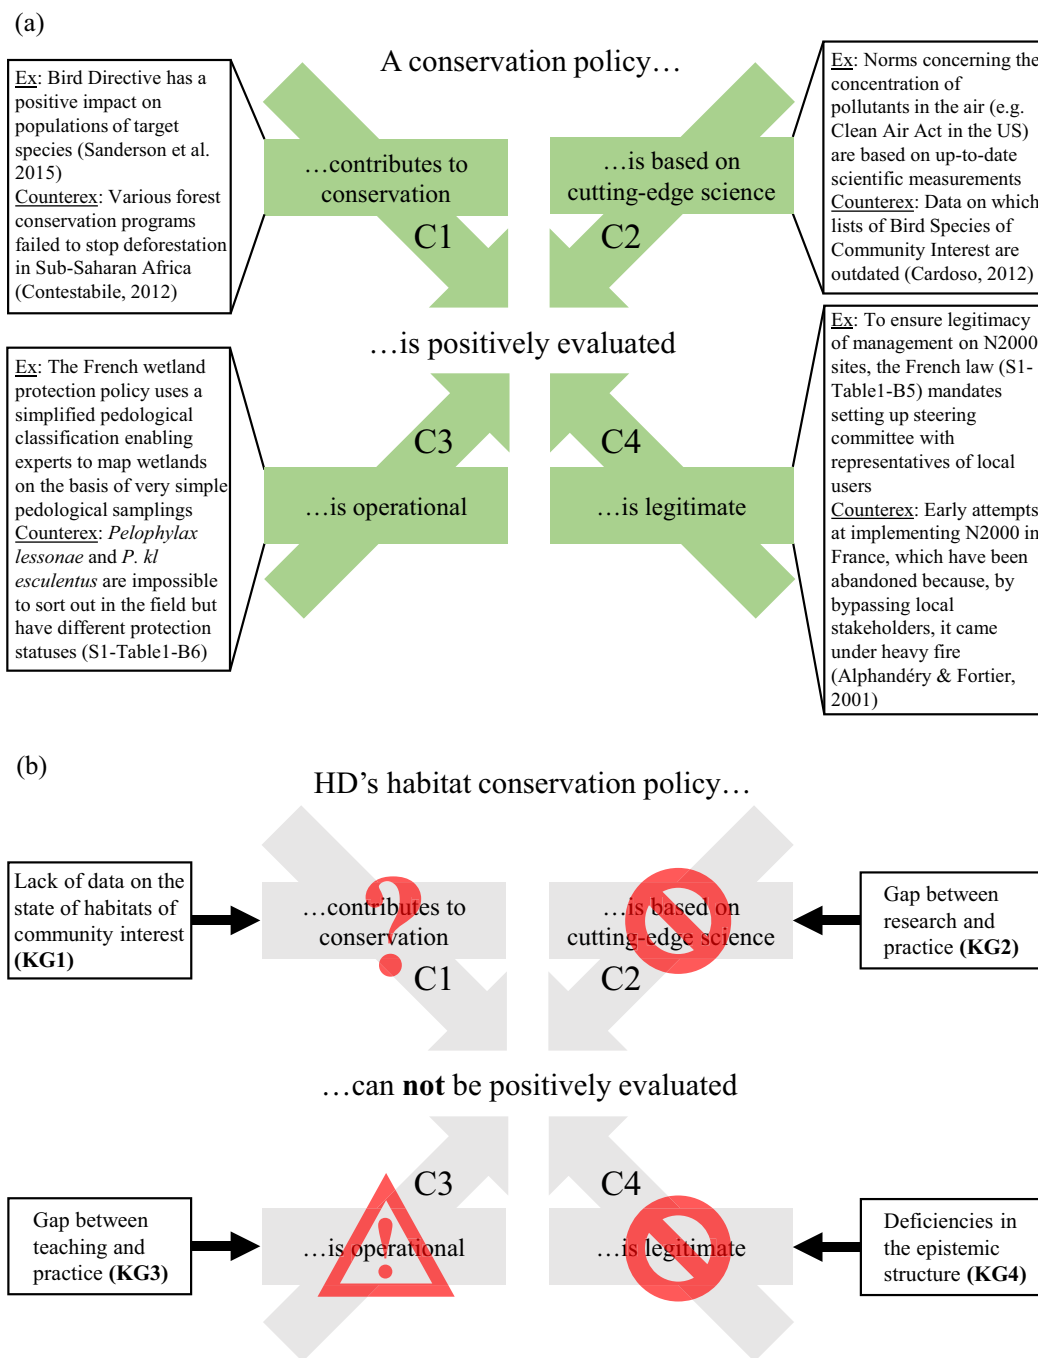 (a)
A conservation policy…
Ex: Bird Directive has a
positive impact on
populations of target
species (Sanderson et al.
2015)
Counterex: Various forest
conservation programs
failed to stop deforestation
in Sub-Saharan Africa
(Contestabile, 2012)
…contributes to
conservation
C1
…is based on
cutting-edge science
C2
Ex: Norms concerning the
concentration of
pollutants in the air (e.g.
Clean Air Act in the US)
are based on up-to-date
scientific measurements
Counterex: Data on which
lists of Bird Species of
Community Interest are
outdated (Cardoso, 2012)
…is positively evaluated
Ex: The French wetland
protection policy uses a
simplified pedological
classification enabling
experts to map wetlands
on the basis of very simple
pedological samplings
Counterex: Pelophylax
lessonae and P. kl
esculentus are impossible
to sort out in the field but
have different protection
statuses (S1-Table1-B6)
C3
…is operational
C4
…is legitimate
Ex: To ensure legitimacy
of management on N2000
sites, the French law (S1-
Table1-B5) mandates
setting up steering
committee with
representatives of local
users
Counterex: Early attempts
at implementing N2000 in
France, which have been
abandoned because, by
bypassing local
stakeholders, it came
under heavy fire
(Alphandéry & Fortier,
2001)
(b)
HD’s habitat conservation policy…
Lack of data on the
state of habitats of
community interest
(KG1)
…contributes to
conservation
?
C1
…is based on
cutting-edge science
C2
Gap between
research and
practice (KG2)
…can not be positively evaluated
Gap between
teaching and
practice (KG3)
C3
…is operational
!
C4
…is legitimate
Deficiencies in
the epistemic
structure (KG4)